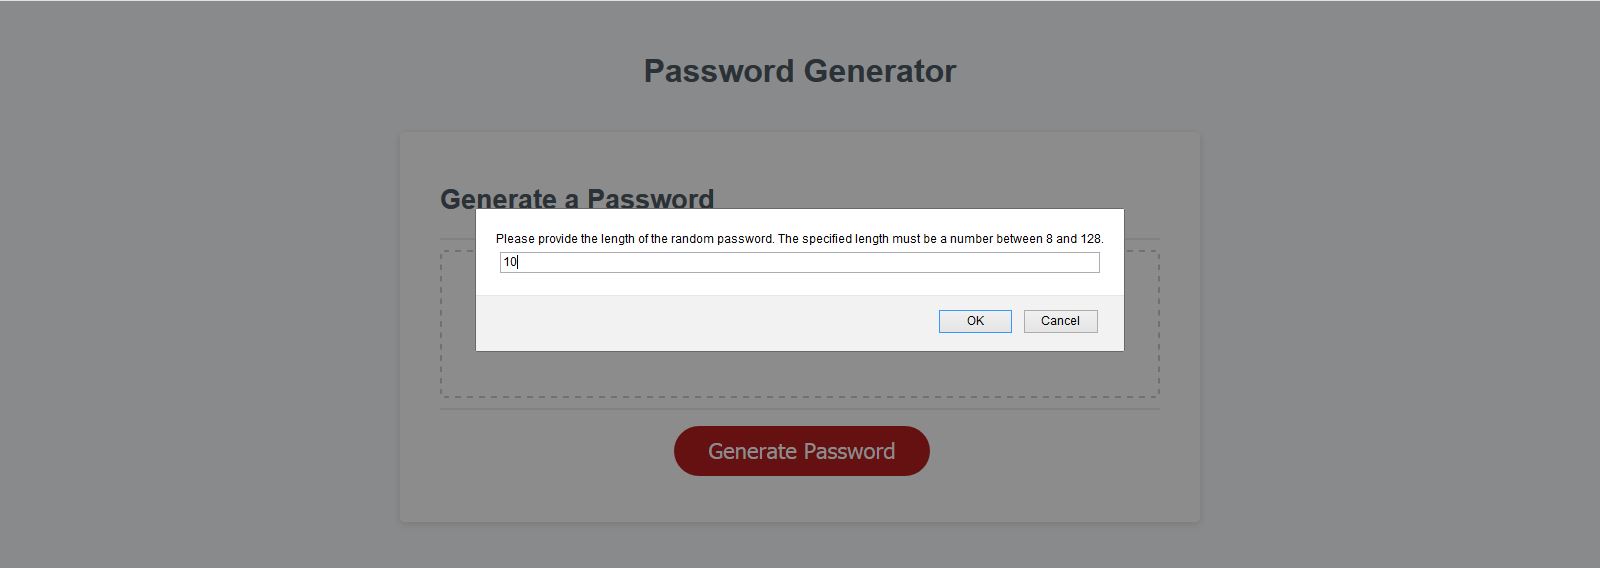 Password Generator
Generate a Password
Please provide the length of the random password. The specified length must be a number between 8 and 128.
10
OK Cancel
Generate Password